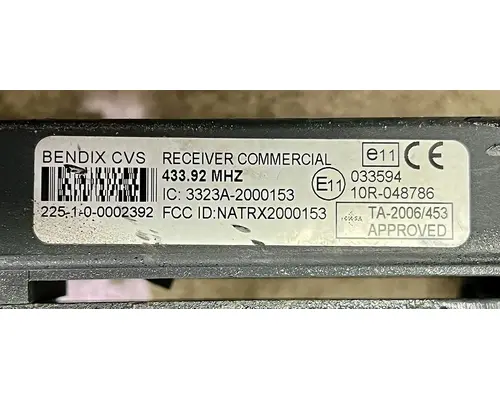 BENDIX CVS RECEIVER COMMERCIAL
433.92 MHZ
IC: 3323A-2000153
225-1-0-0002392 FCC ID:NATRX2000153
e11 CE
E11 033594
10R-048786
ICASA TA-2006/453
APPROVED